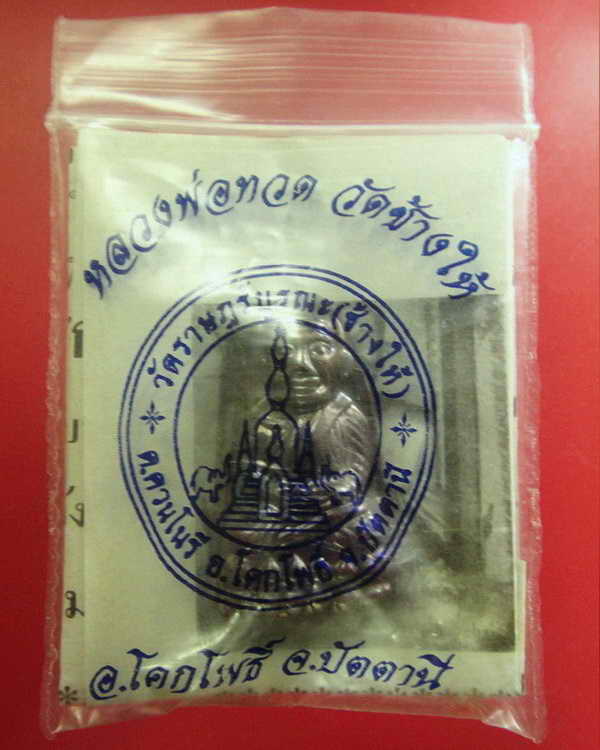 หลวงพ่อทวด วัดช้างให้
วัดราษฎร์บูรณะ(ช้างให้)
ต.ควนโนรี อ.โคกโพธิ์ จ.ปัตตานี
อ.โคกโพธิ์ จ.ปัตตานี